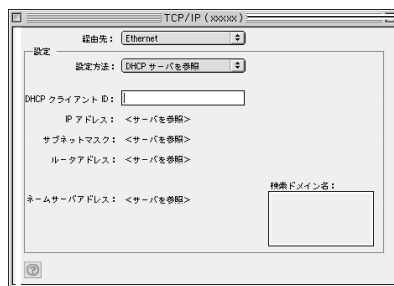 TCP/IP (xxxxx)
経由先： Ethernet
設定
設定方法： DHCP サーバを参照
DHCP クライアント ID：
IP アドレス： <サーバを参照>
サブネットマスク： <サーバを参照>
ルータアドレス： <サーバを参照>
検索ドメイン名：
ネームサーバアドレス： <サーバを参照>
?